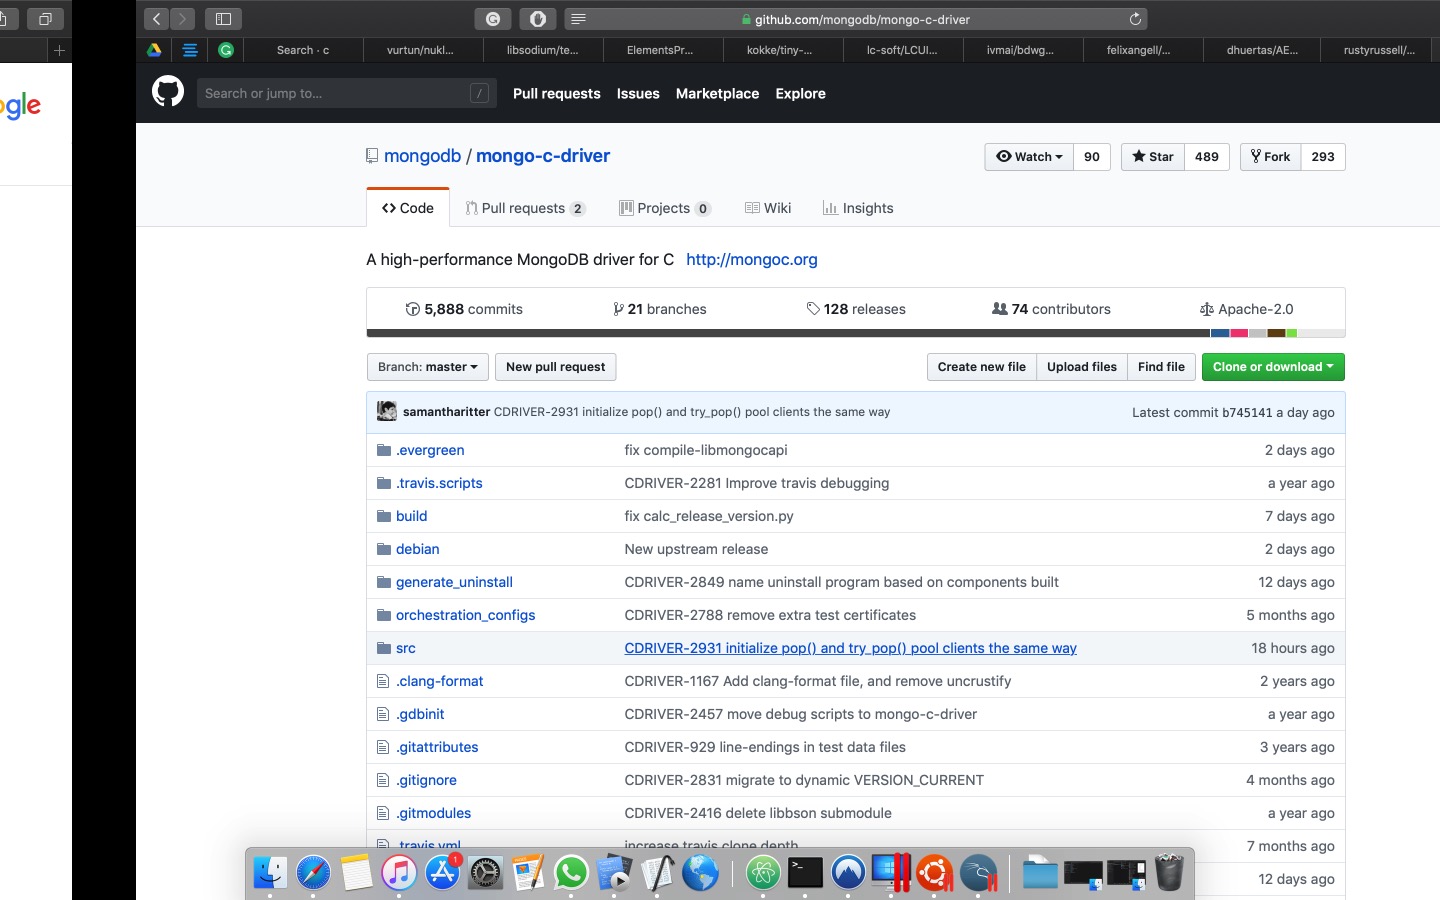 github.com/mongodb/mongo-c-driver
Search · c
vurtun/nukl...
libsodium/te...
ElementsPr...
kokke/tiny-...
lc-soft/LCUI...
ivmai/bdwg...
felixangell/...
dhuertas/AE...
rustyrussell/...
ogle
Search or jump to...
/
Pull requests
Issues
Marketplace
Explore
mongodb / mongo-c-driver
Watch 90
Star 489
Fork 293
Code
Pull requests 2
Projects 0
Wiki
Insights
A high-performance MongoDB driver for C http://mongoc.org
5,888 commits
21 branches
128 releases
74 contributors
Apache-2.0
Branch: master
New pull request
Create new file
Upload files
Find file
Clone or download
samantharitter CDRIVER-2931 initialize pop() and try_pop() pool clients the same way
Latest commit b745141 a day ago
.evergreen fix compile-libmongocapi 2 days ago
.travis.scripts CDRIVER-2281 Improve travis debugging a year ago
build fix calc_release_version.py 7 days ago
debian New upstream release 2 days ago
generate_uninstall CDRIVER-2849 name uninstall program based on components built 12 days ago
orchestration_configs CDRIVER-2788 remove extra test certificates 5 months ago
src CDRIVER-2931 initialize pop() and try_pop() pool clients the same way 18 hours ago
.clang-format CDRIVER-1167 Add clang-format file, and remove uncrustify 2 years ago
.gdbinit CDRIVER-2457 move debug scripts to mongo-c-driver a year ago
.gitattributes CDRIVER-929 line-endings in test data files 3 years ago
.gitignore CDRIVER-2831 migrate to dynamic VERSION_CURRENT 4 months ago
.gitmodules CDRIVER-2416 delete libbson submodule a year ago
.travis.yml increase travis clone depth 7 months ago
12 days ago
1